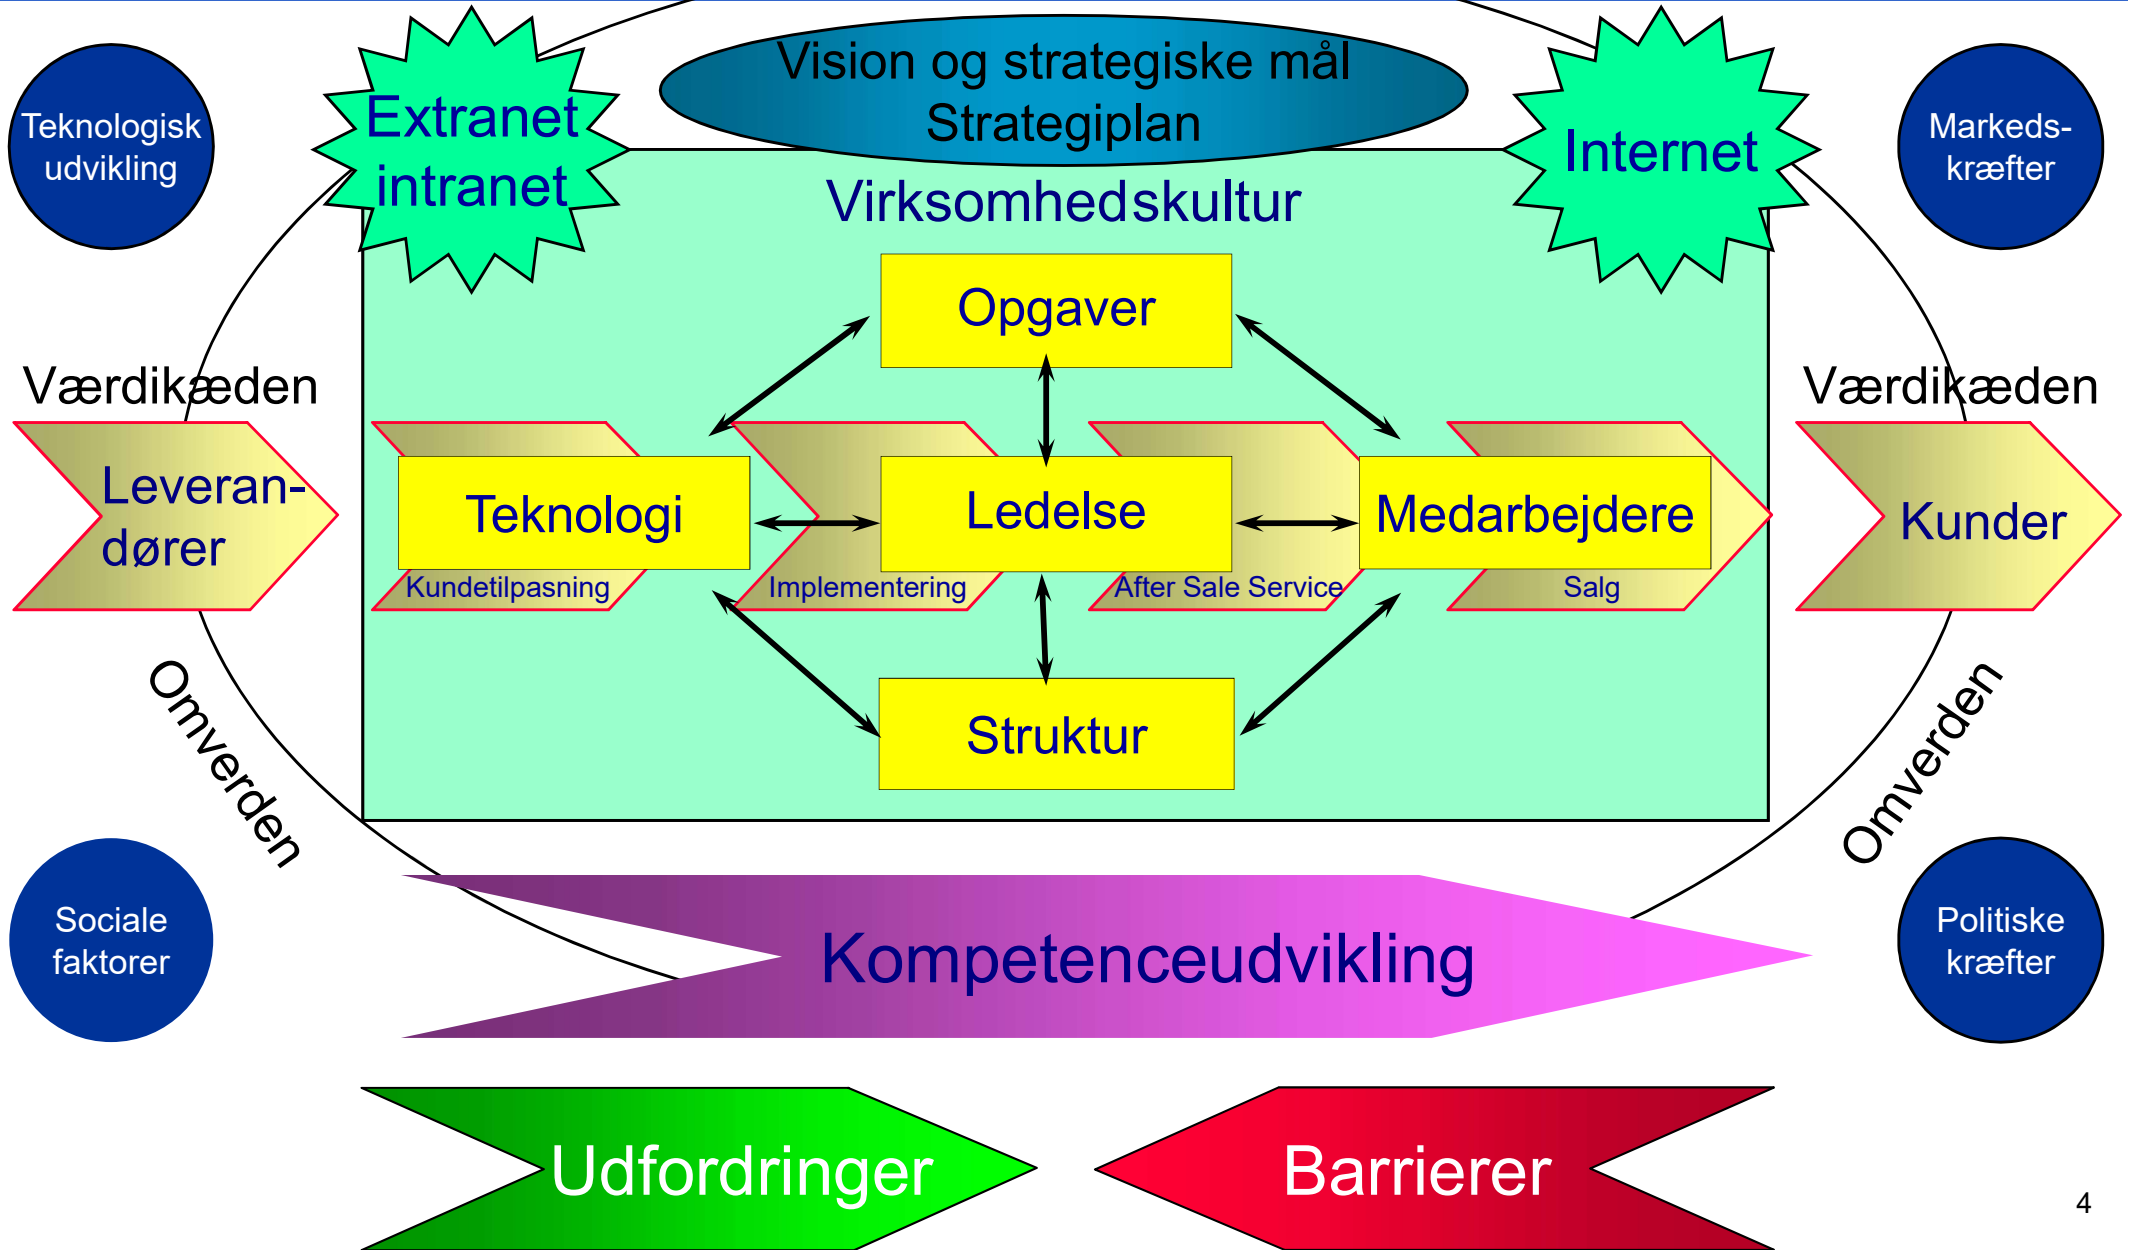 Vision og strategiske mål
Strategiplan
Extranet
intranet
Internet
Teknologisk
udvikling
Markeds-
kræfter
Virksomhedskultur
Opgaver
Værdikæden
Værdikæden
Leveran-
dører
Teknologi
Ledelse
Medarbejdere
Kunder
Kundetilpasning
Implementering
After Sale Service
Salg
Struktur
Omverden
Omverden
Sociale
faktorer
Kompetenceudvikling
Politiske
kræfter
Udfordringer
Barrierer
4